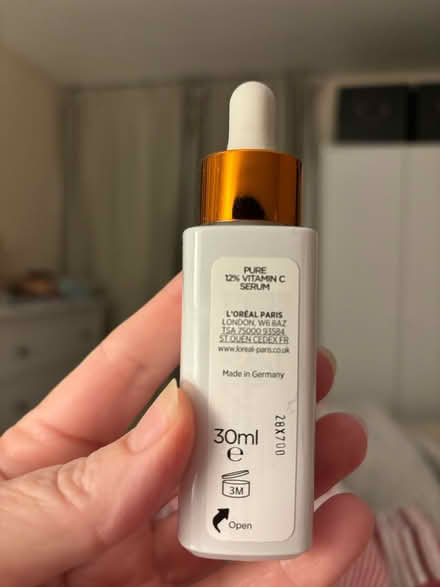 PURE
12% VITAMIN C
SERUM
L'ORÉAL PARIS
LONDON, W6 8AZ
TSA 75000 93584
ST OUEN CEDEX FR
www.loreal-paris.co.uk
Made in Germany
28X700
30ml
℮
3M
Open